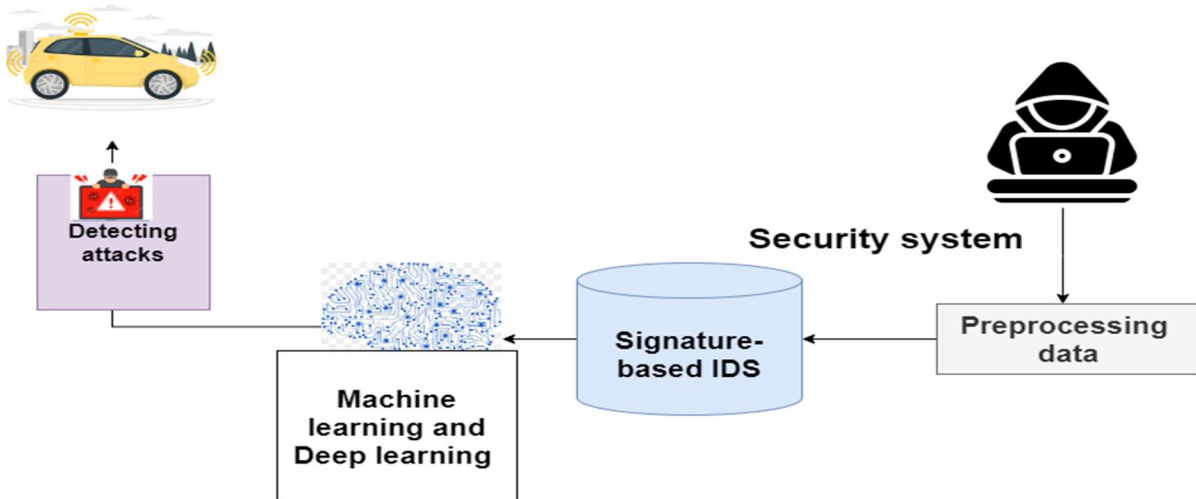 Security system
Preprocessing
data
Signature-
based IDS
Machine
learning and
Deep learning
Detecting
attacks